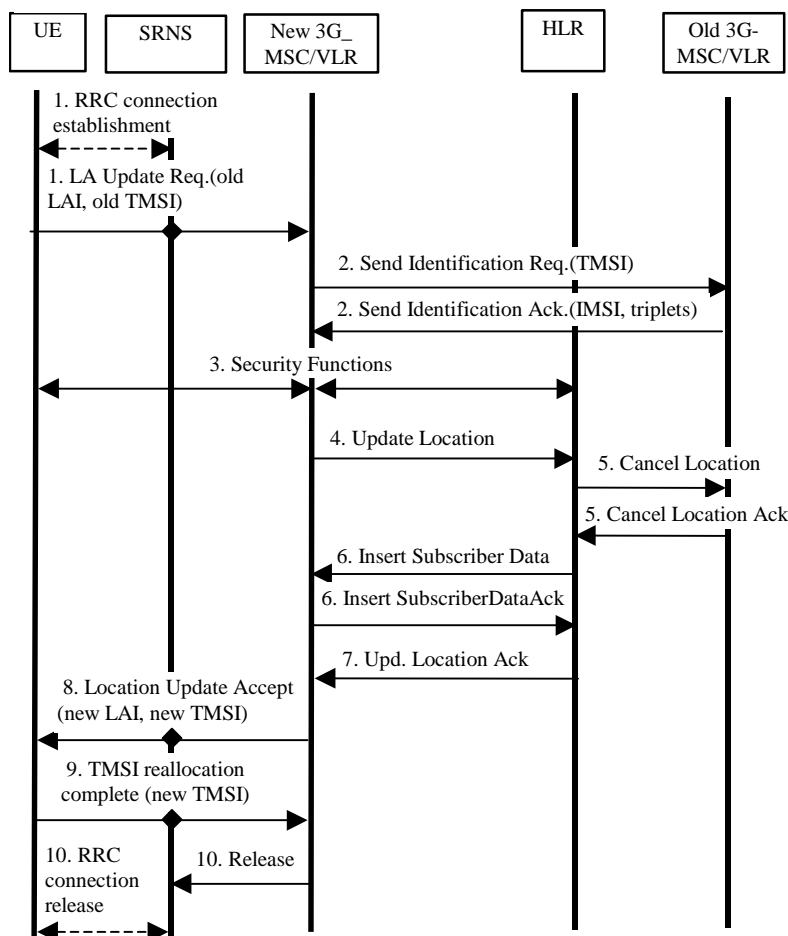 UE
SRNS
New 3G_
MSC/VLR
HLR
Old 3G-
MSC/VLR
1. RRC connection
establishment
1. LA Update Req.(old
LAI, old TMSI)
2. Send Identification Req.(TMSI)
2. Send Identification Ack.(IMSI, triplets)
3. Security Functions
4. Update Location
5. Cancel Location
5. Cancel Location Ack
6. Insert Subscriber Data
6. Insert SubscriberDataAck
7. Upd. Location Ack
8. Location Update Accept
(new LAI, new TMSI)
9. TMSI reallocation
complete (new TMSI)
10. RRC
connection
release
10. Release